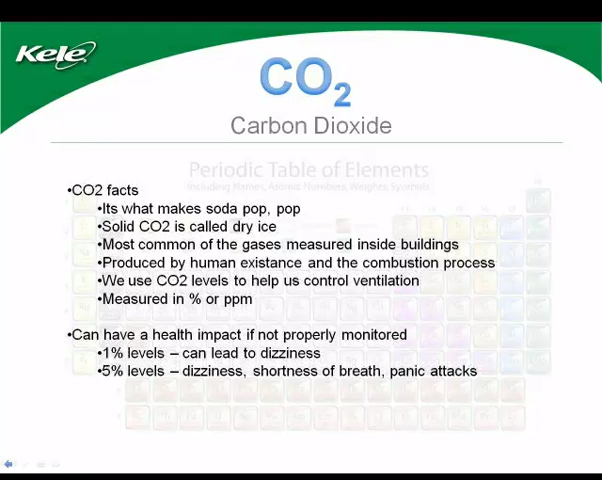 Kele
CO2
Carbon Dioxide
Periodic Table of Elements
Including Names, Atomic Numbers, Weights, Symbols
•CO2 facts
•Its what makes soda pop, pop
•Solid CO2 is called dry ice
•Most common of the gases measured inside buildings
•Produced by human existance and the combustion process
•We use CO2 levels to help us control ventilation
•Measured in % or ppm
•Can have a health impact if not properly monitored
•1% levels – can lead to dizziness
•5% levels – dizziness, shortness of breath, panic attacks